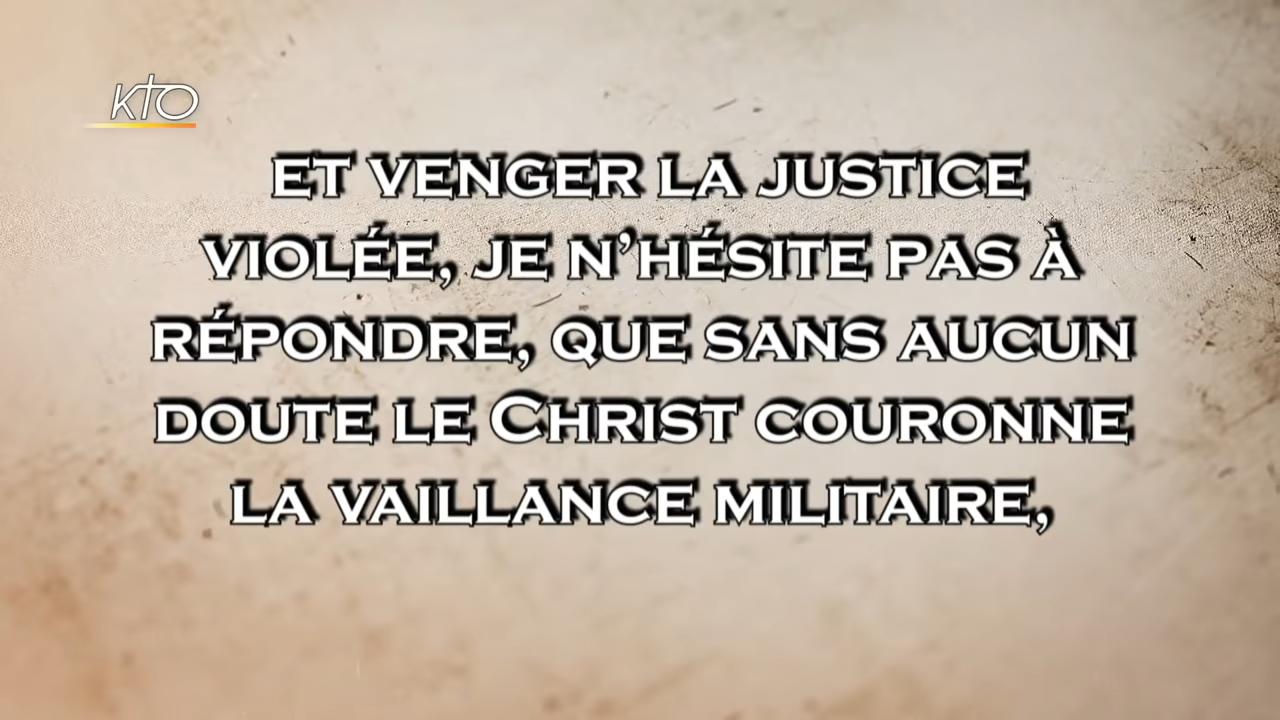 KTO
ET VENGER LA JUSTICE
VIOLÉE, JE N’HÉSITE PAS À
RÉPONDRE, QUE SANS AUCUN
DOUTE LE CHRIST COURONNE
LA VAILLANCE MILITAIRE,